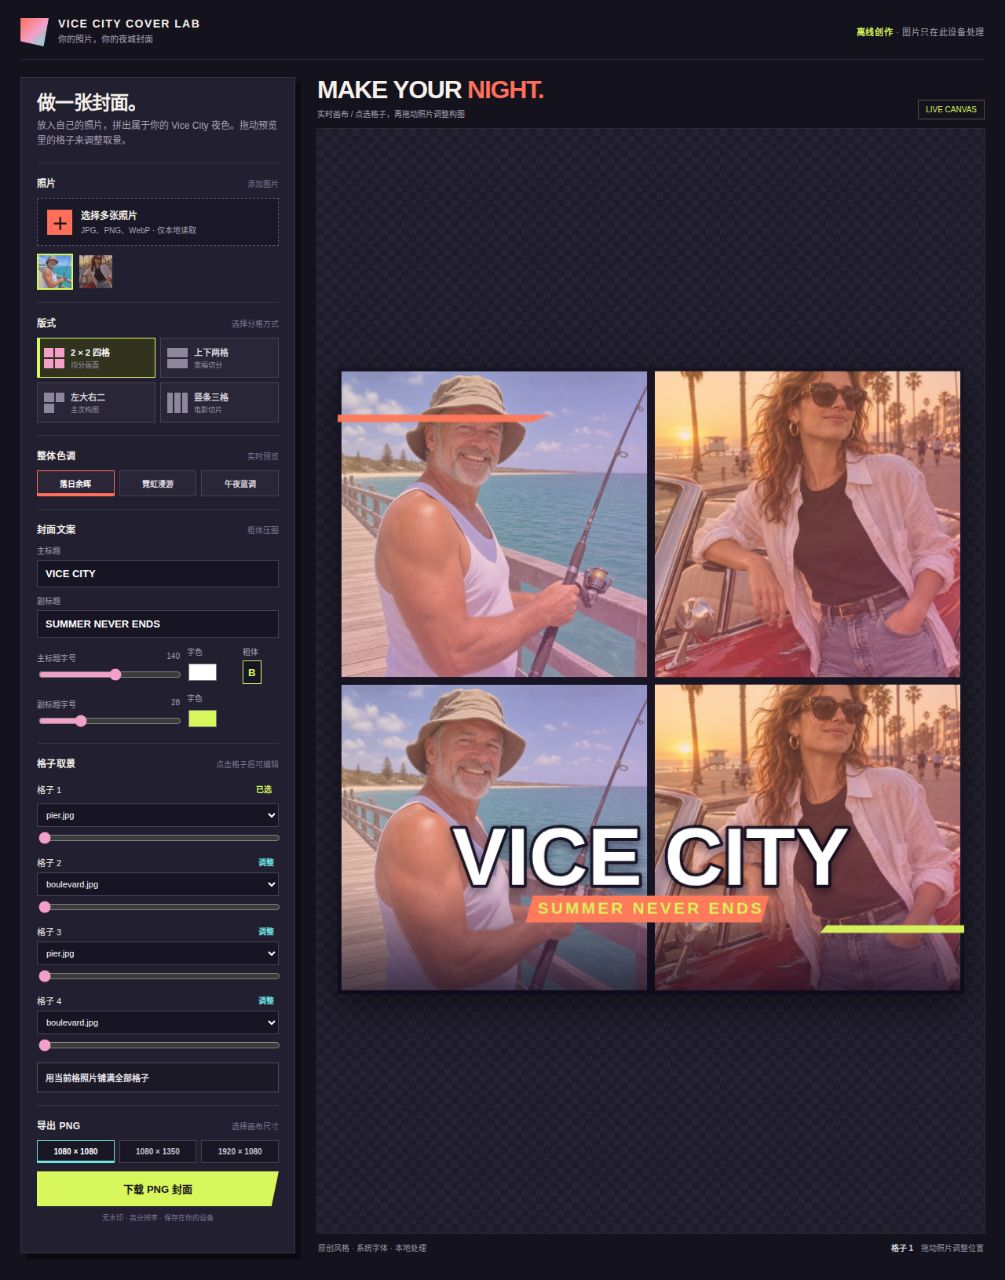 VICE CITY COVER LAB
你的照片，你的夜城封面
离线创作 · 图片只在此设备处理
做一张封面。
放入自己的照片，拼出属于你的 Vice City 夜色。拖动预览
里的格子来调整取景。
照片
添加图片
选择多张照片
JPG、PNG、WebP · 仅本地读取
版式
选择分格方式
2 × 2 四格
均分画面
上下两格
宽幅切分
左大右二
主次构图
竖条三格
电影切片
整体色调
实时预览
落日余晖
霓虹漫游
午夜蓝调
封面文案
粗体压图
主标题
VICE CITY
副标题
SUMMER NEVER ENDS
主标题字号
140
字色
粗体
B
副标题字号
28
字色
格子取景
点击格子后可编辑
格子 1
已选
pier.jpg
格子 2
调整
boulevard.jpg
格子 3
调整
pier.jpg
格子 4
调整
boulevard.jpg
用当前格照片铺满全部格子
导出 PNG
选择画布尺寸
1080 × 1080
1080 × 1350
1920 × 1080
下载 PNG 封面
无水印 · 高分辨率 · 保存在你的设备
MAKE YOUR NIGHT.
实时画布 / 点选格子，再拖动照片调整构图
LIVE CANVAS
VICE CITY
SUMMER NEVER ENDS
原创风格 · 系统字体 · 本地处理
格子 1 拖动照片调整位置